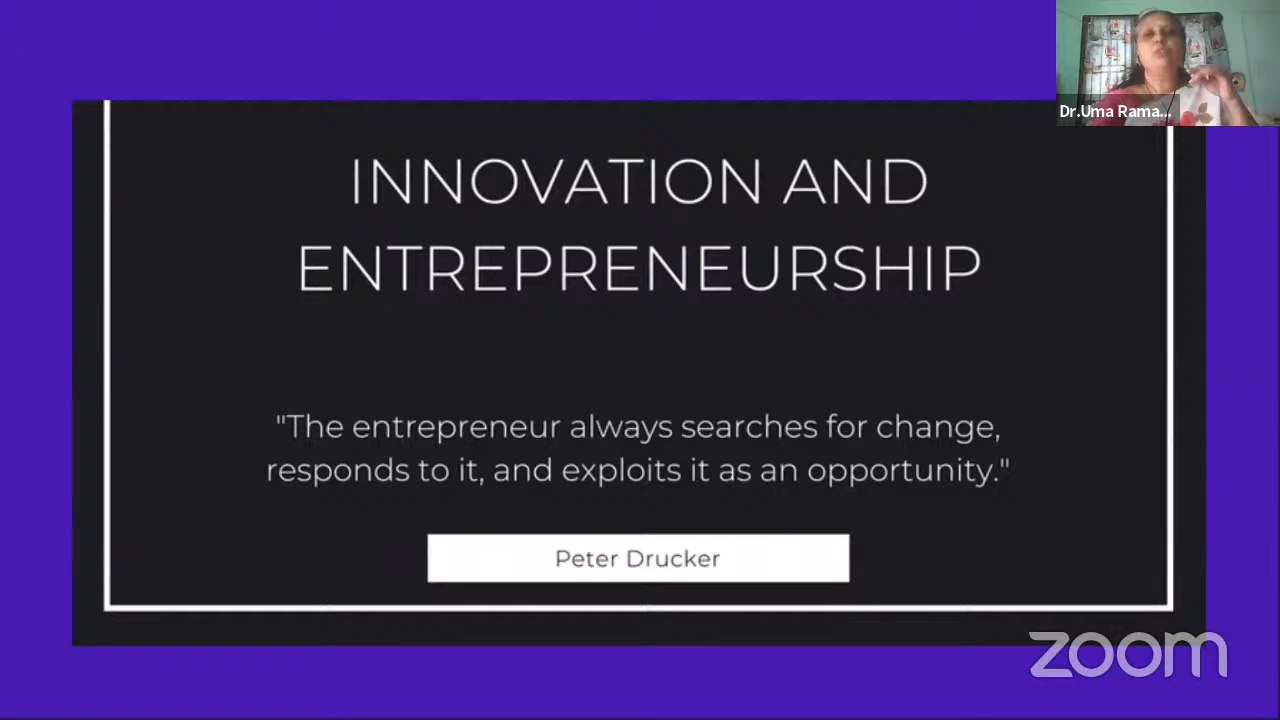 Dr.Uma Rama...
INNOVATION AND
ENTREPRENEURSHIP
"The entrepreneur always searches for change,
responds to it, and exploits it as an opportunity."
Peter Drucker
zoom